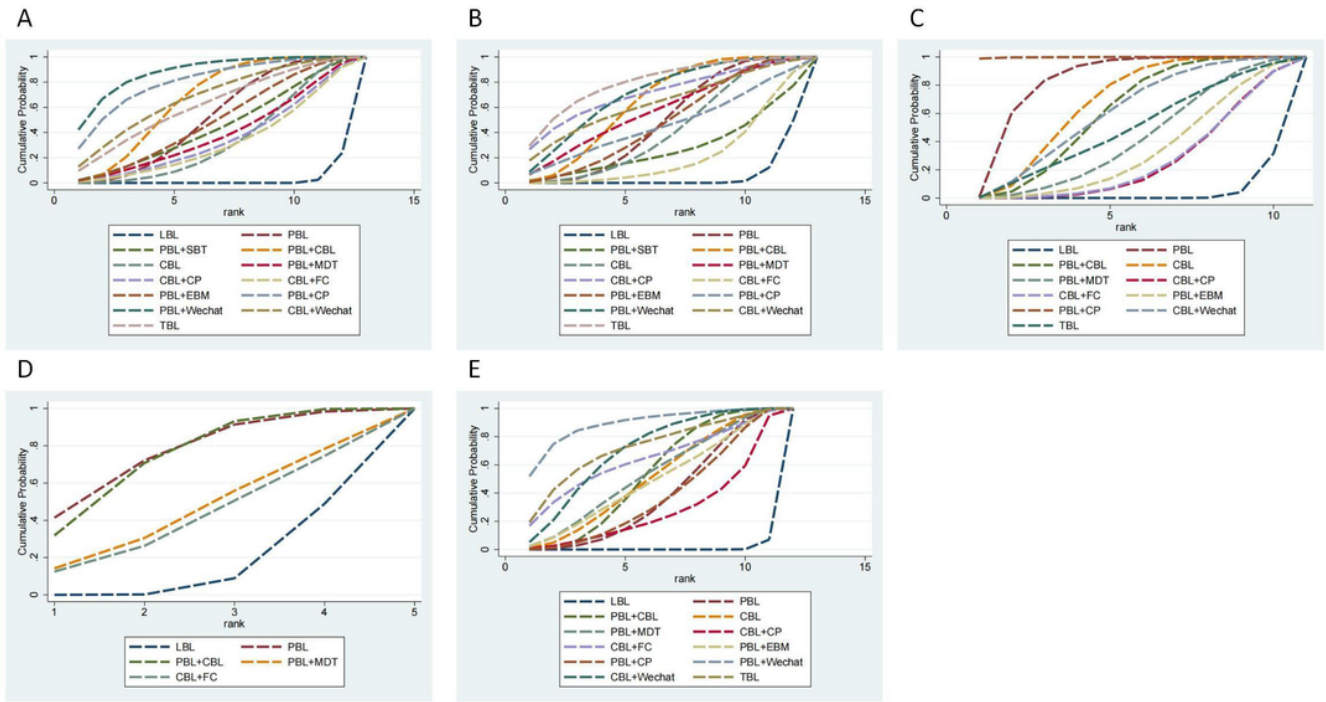 A
Cumulative Probability
1
.8
.6
.4
.2
0
0 5 10 15
rank
LBL PBL
PBL+SBT PBL+CBL
CBL PBL+MDT
CBL+CP CBL+FC
PBL+EBM PBL+CP
PBL+Wechat CBL+Wechat
TBL
B
Cumulative Probability
1
.8
.6
.4
.2
0
0 5 10 15
rank
LBL PBL
PBL+SBT PBL+CBL
CBL PBL+MDT
CBL+CP CBL+FC
PBL+EBM PBL+CP
PBL+Wechat CBL+Wechat
TBL
C
Cumulative Probability
1
.8
.6
.4
.2
0
0 5 10
rank
LBL PBL
PBL+CBL CBL
PBL+MDT CBL+CP
CBL+FC PBL+EBM
PBL+CP CBL+Wechat
TBL
D
Cumulative Probability
1
.8
.6
.4
.2
0
1 2 3 4 5
rank
LBL PBL
PBL+CBL PBL+MDT
CBL+FC
E
Cumulative Probability
1
.8
.6
.4
.2
0
0 5 10 15
rank
LBL PBL
PBL+CBL CBL
PBL+MDT CBL+CP
CBL+FC PBL+EBM
PBL+CP PBL+Wechat
CBL+Wechat TBL